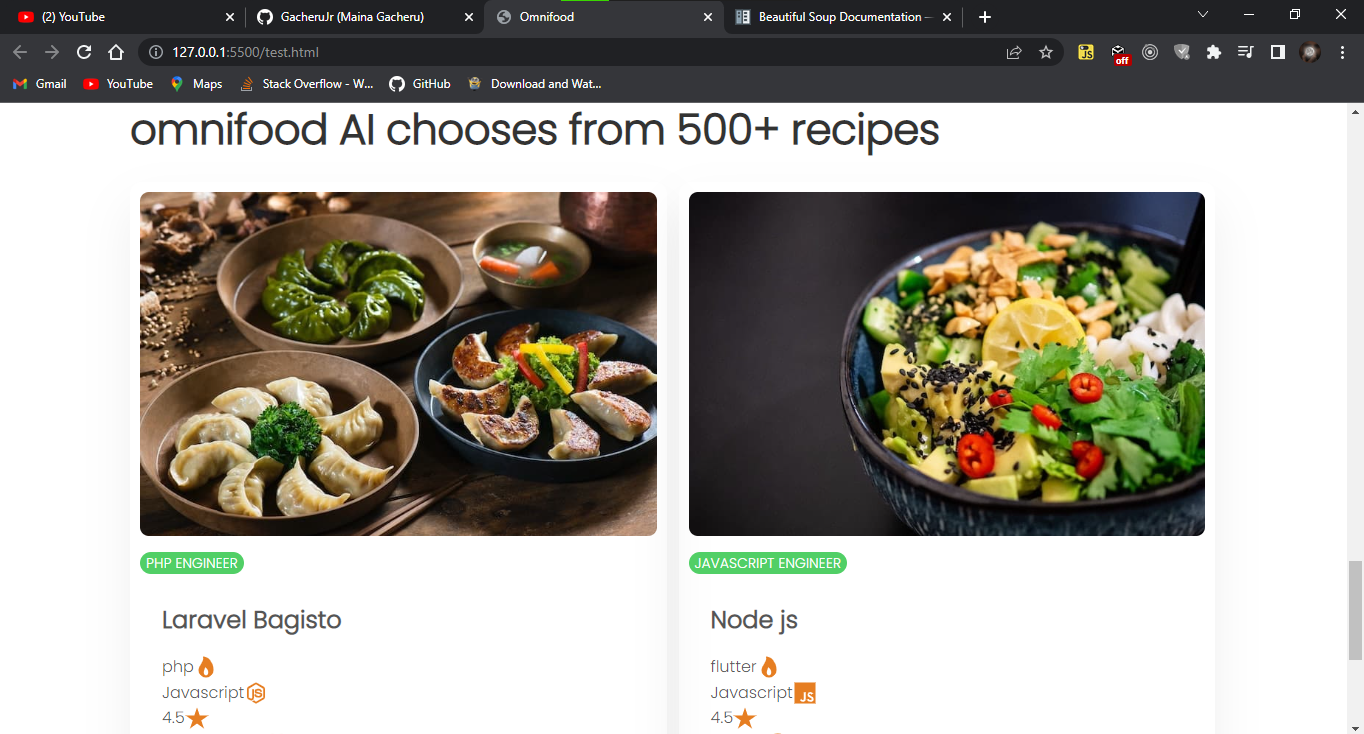 (2) YouTube
GacheruJr (Maina Gacheru)
Omnifood
Beautiful Soup Documentation —
127.0.0.1:5500/test.html
JS
off
Gmail
YouTube
Maps
Stack Overflow - W...
GitHub
Download and Wat...
omnifood AI chooses from 500+ recipes
PHP ENGINEER
JAVASCRIPT ENGINEER
Laravel Bagisto
Node js
php
flutter
Javascript JS
Javascript JS
4.5
4.5